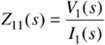 Z₁₁(s) = V₁(s) / I₁(s)